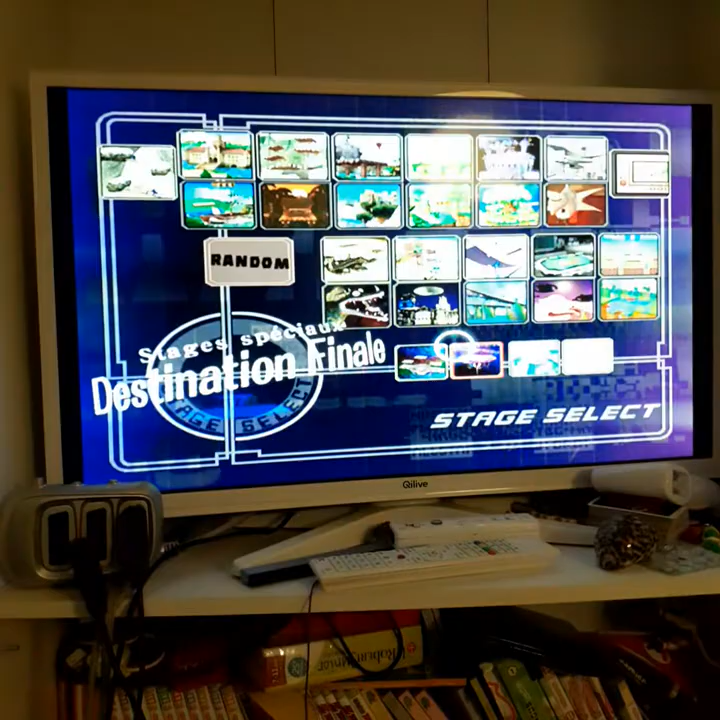 RANDOM
Stages spéciaux
Destination Finale
STAGE SELECT
STAGE SELECT
Qilive